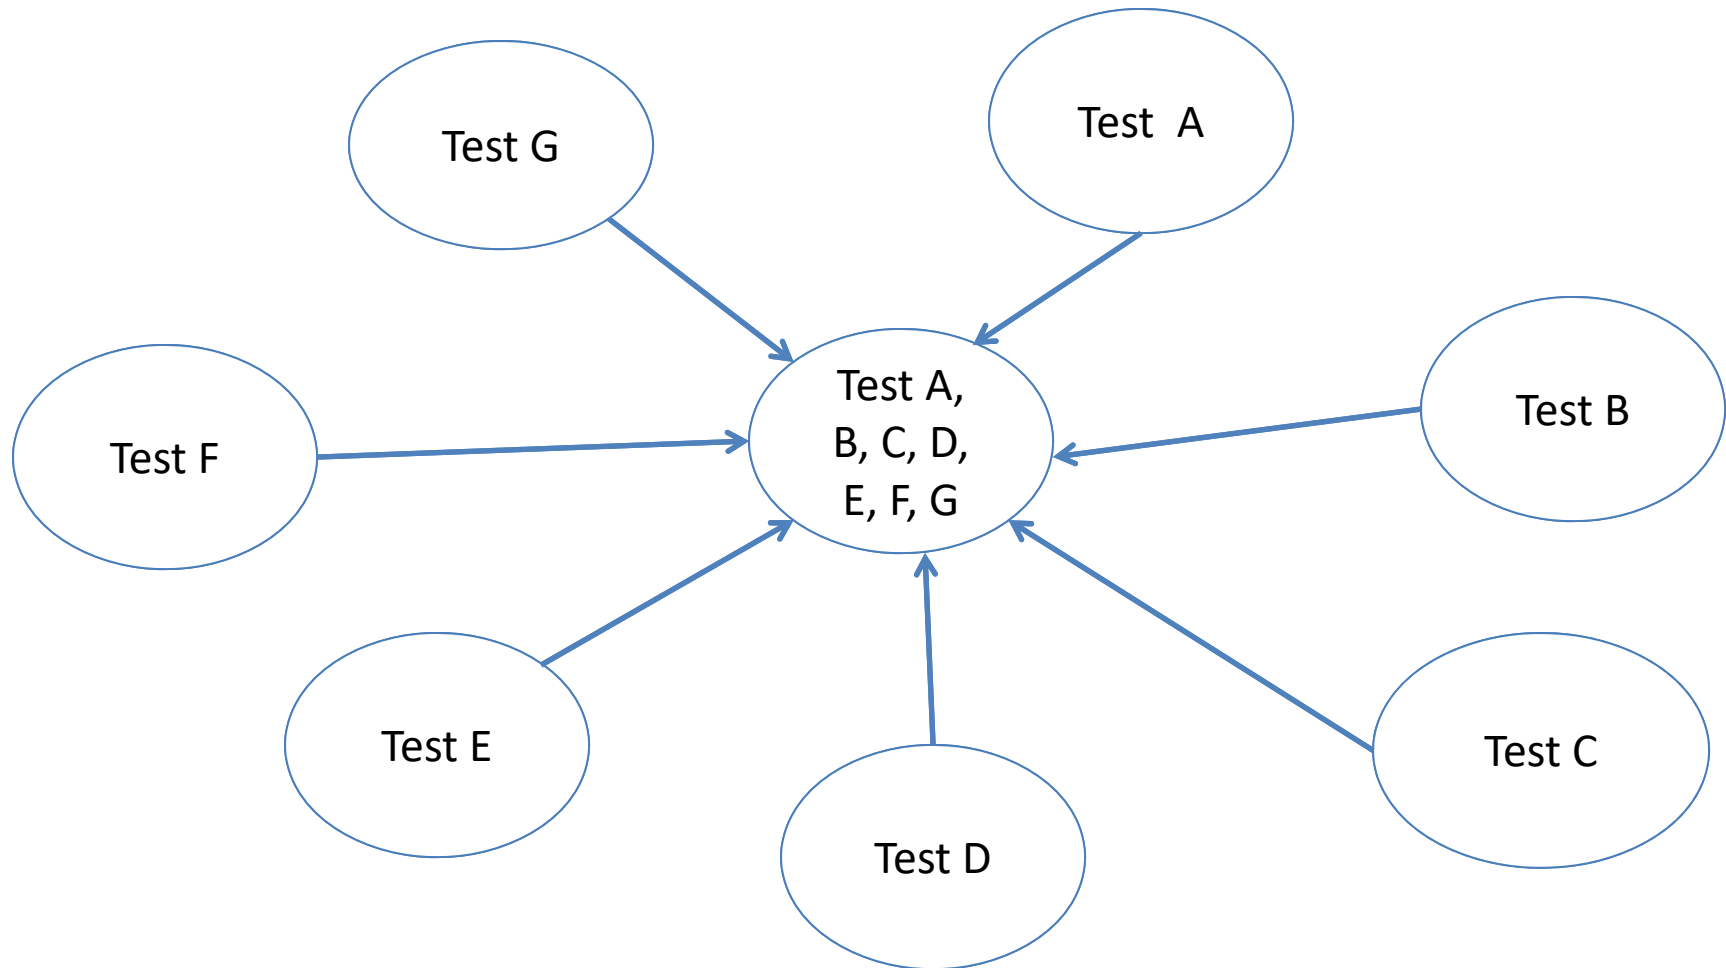 Test G
Test  A
Test A,
B, C, D,
E, F, G
Test B
Test F
Test E
Test C
Test D